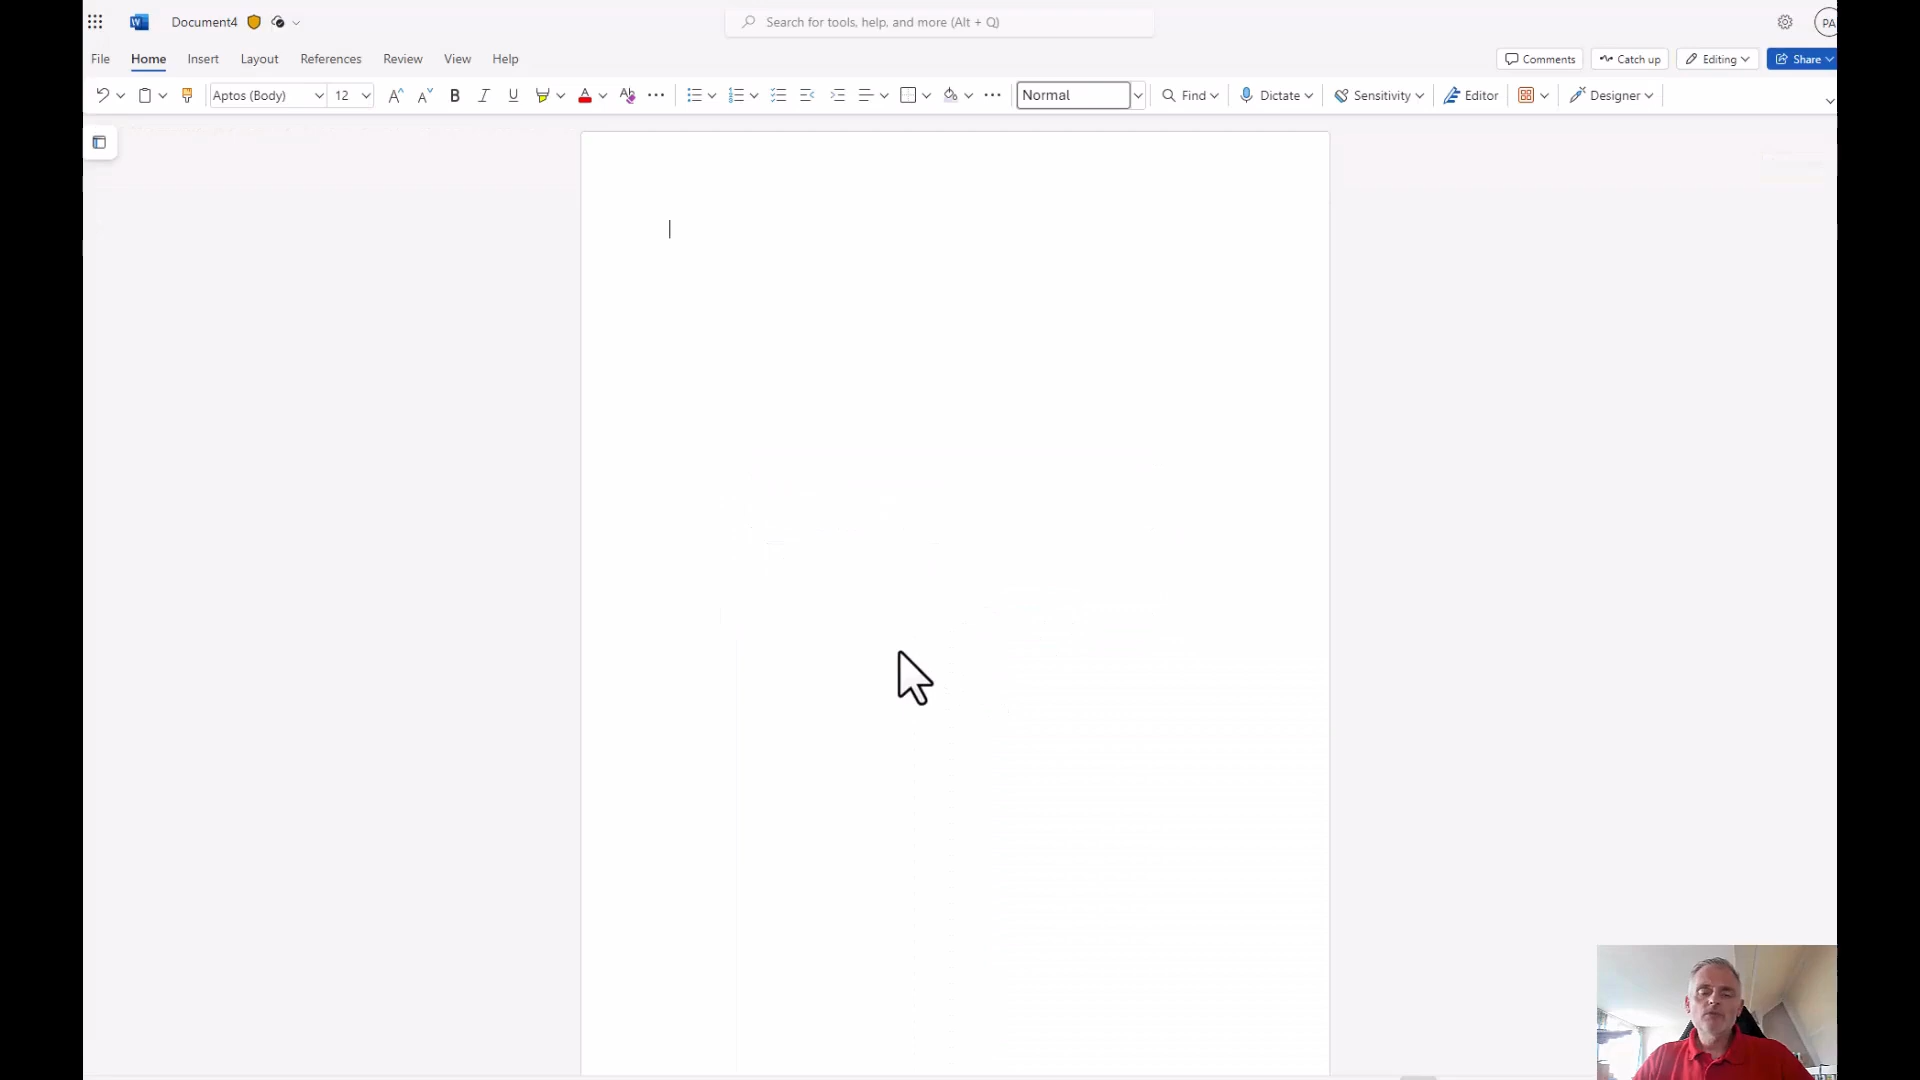 Document4
Search for tools, help, and more (Alt + Q)
PA
File Home Insert Layout References Review View Help
Comments Catch up Editing Share
Aptos (Body) 12 A A B I U A Normal Find Dictate Sensitivity Editor Designer